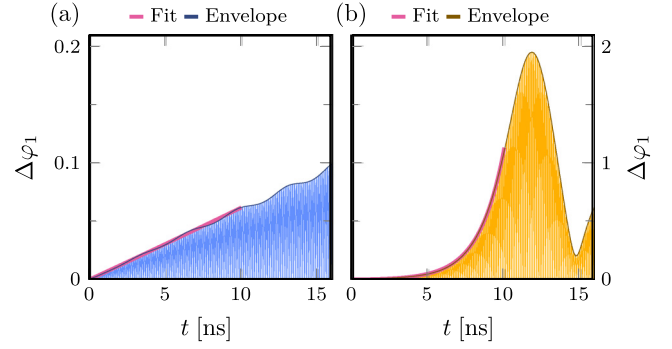 (a) Fit Envelope (b) Fit Envelope
0.2 2
Δφ₁ 0.1 1 Δφ₁
0 0
0 5 10 15 0 5 10 15
t [ns] t [ns]